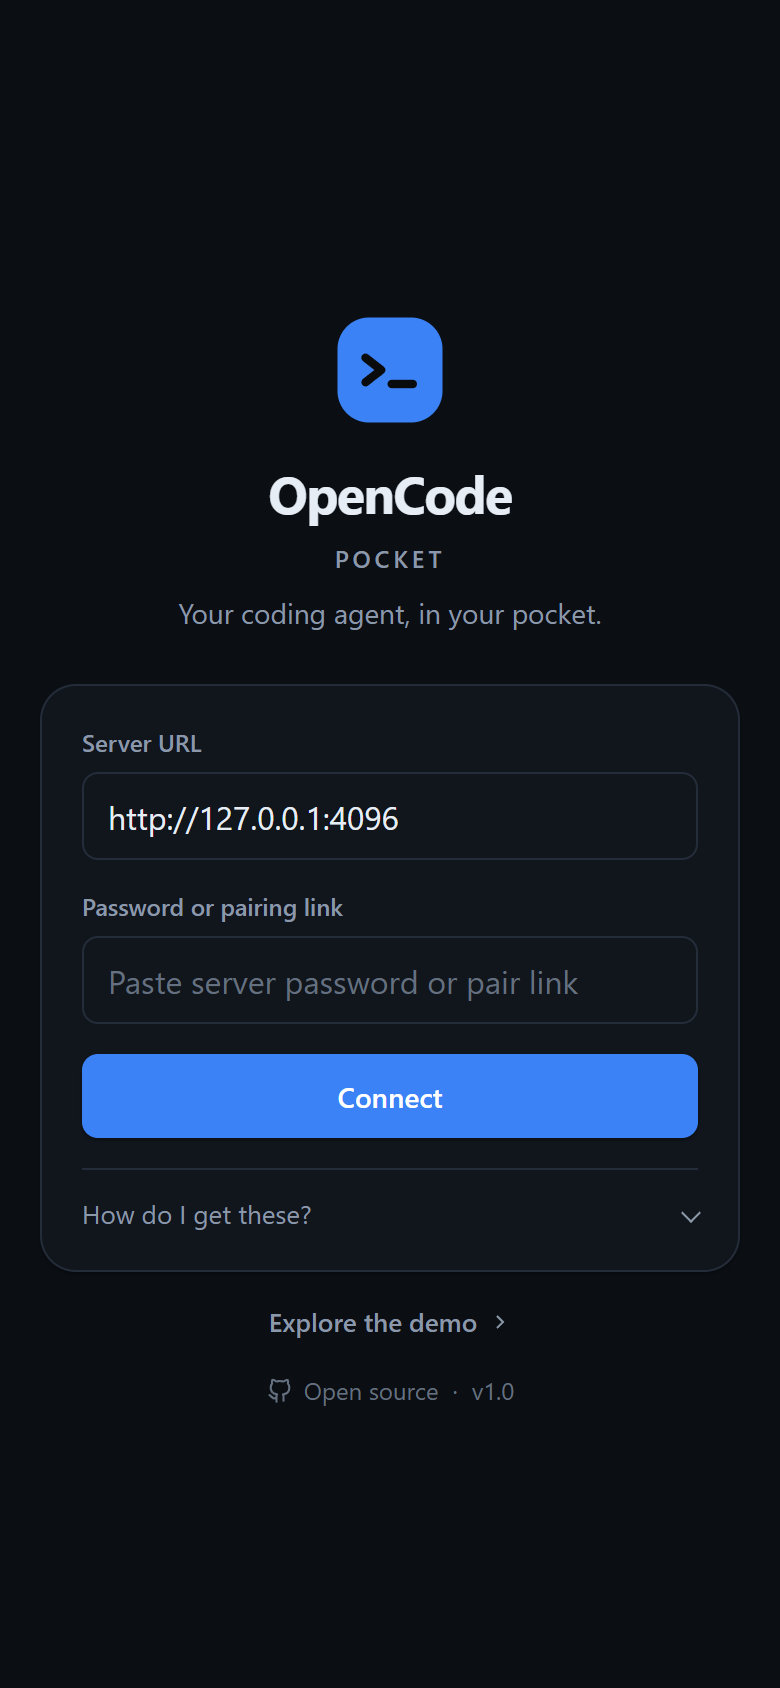 OpenCode
POCKET
Your coding agent, in your pocket.
Server URL
http://127.0.0.1:4096
Password or pairing link
Paste server password or pair link
Connect
How do I get these?
Explore the demo
Open source · v1.0